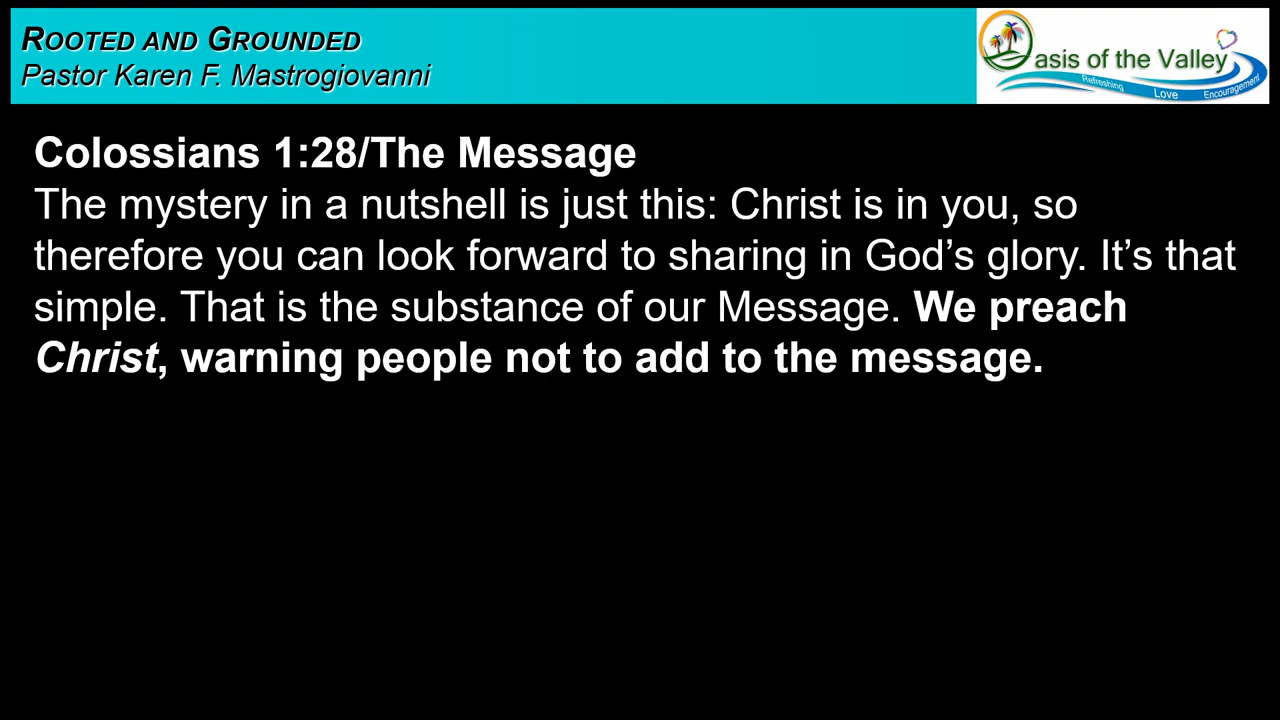 ROOTED AND GROUNDED
Pastor Karen F. Mastrogiovanni
Oasis of the Valley
Refreshing
Love
Encouragement!
Colossians 1:28/The Message
The mystery in a nutshell is just this: Christ is in you, so
therefore you can look forward to sharing in God’s glory. It’s that
simple. That is the substance of our Message. We preach
Christ, warning people not to add to the message.